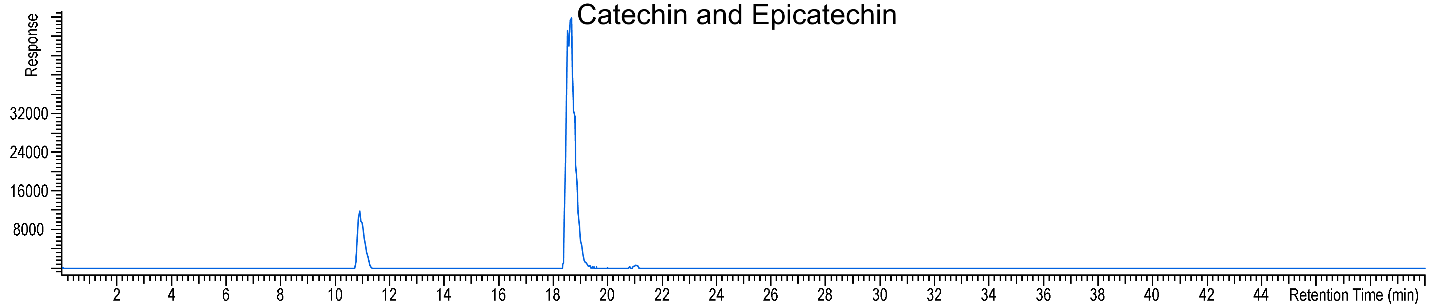 Catechin and Epicatechin
Response
32000
24000
16000
8000
2 4 6 8 10 12 14 16 18 20 22 24 26 28 30 32 34 36 38 40 42 44
Retention Time (min)